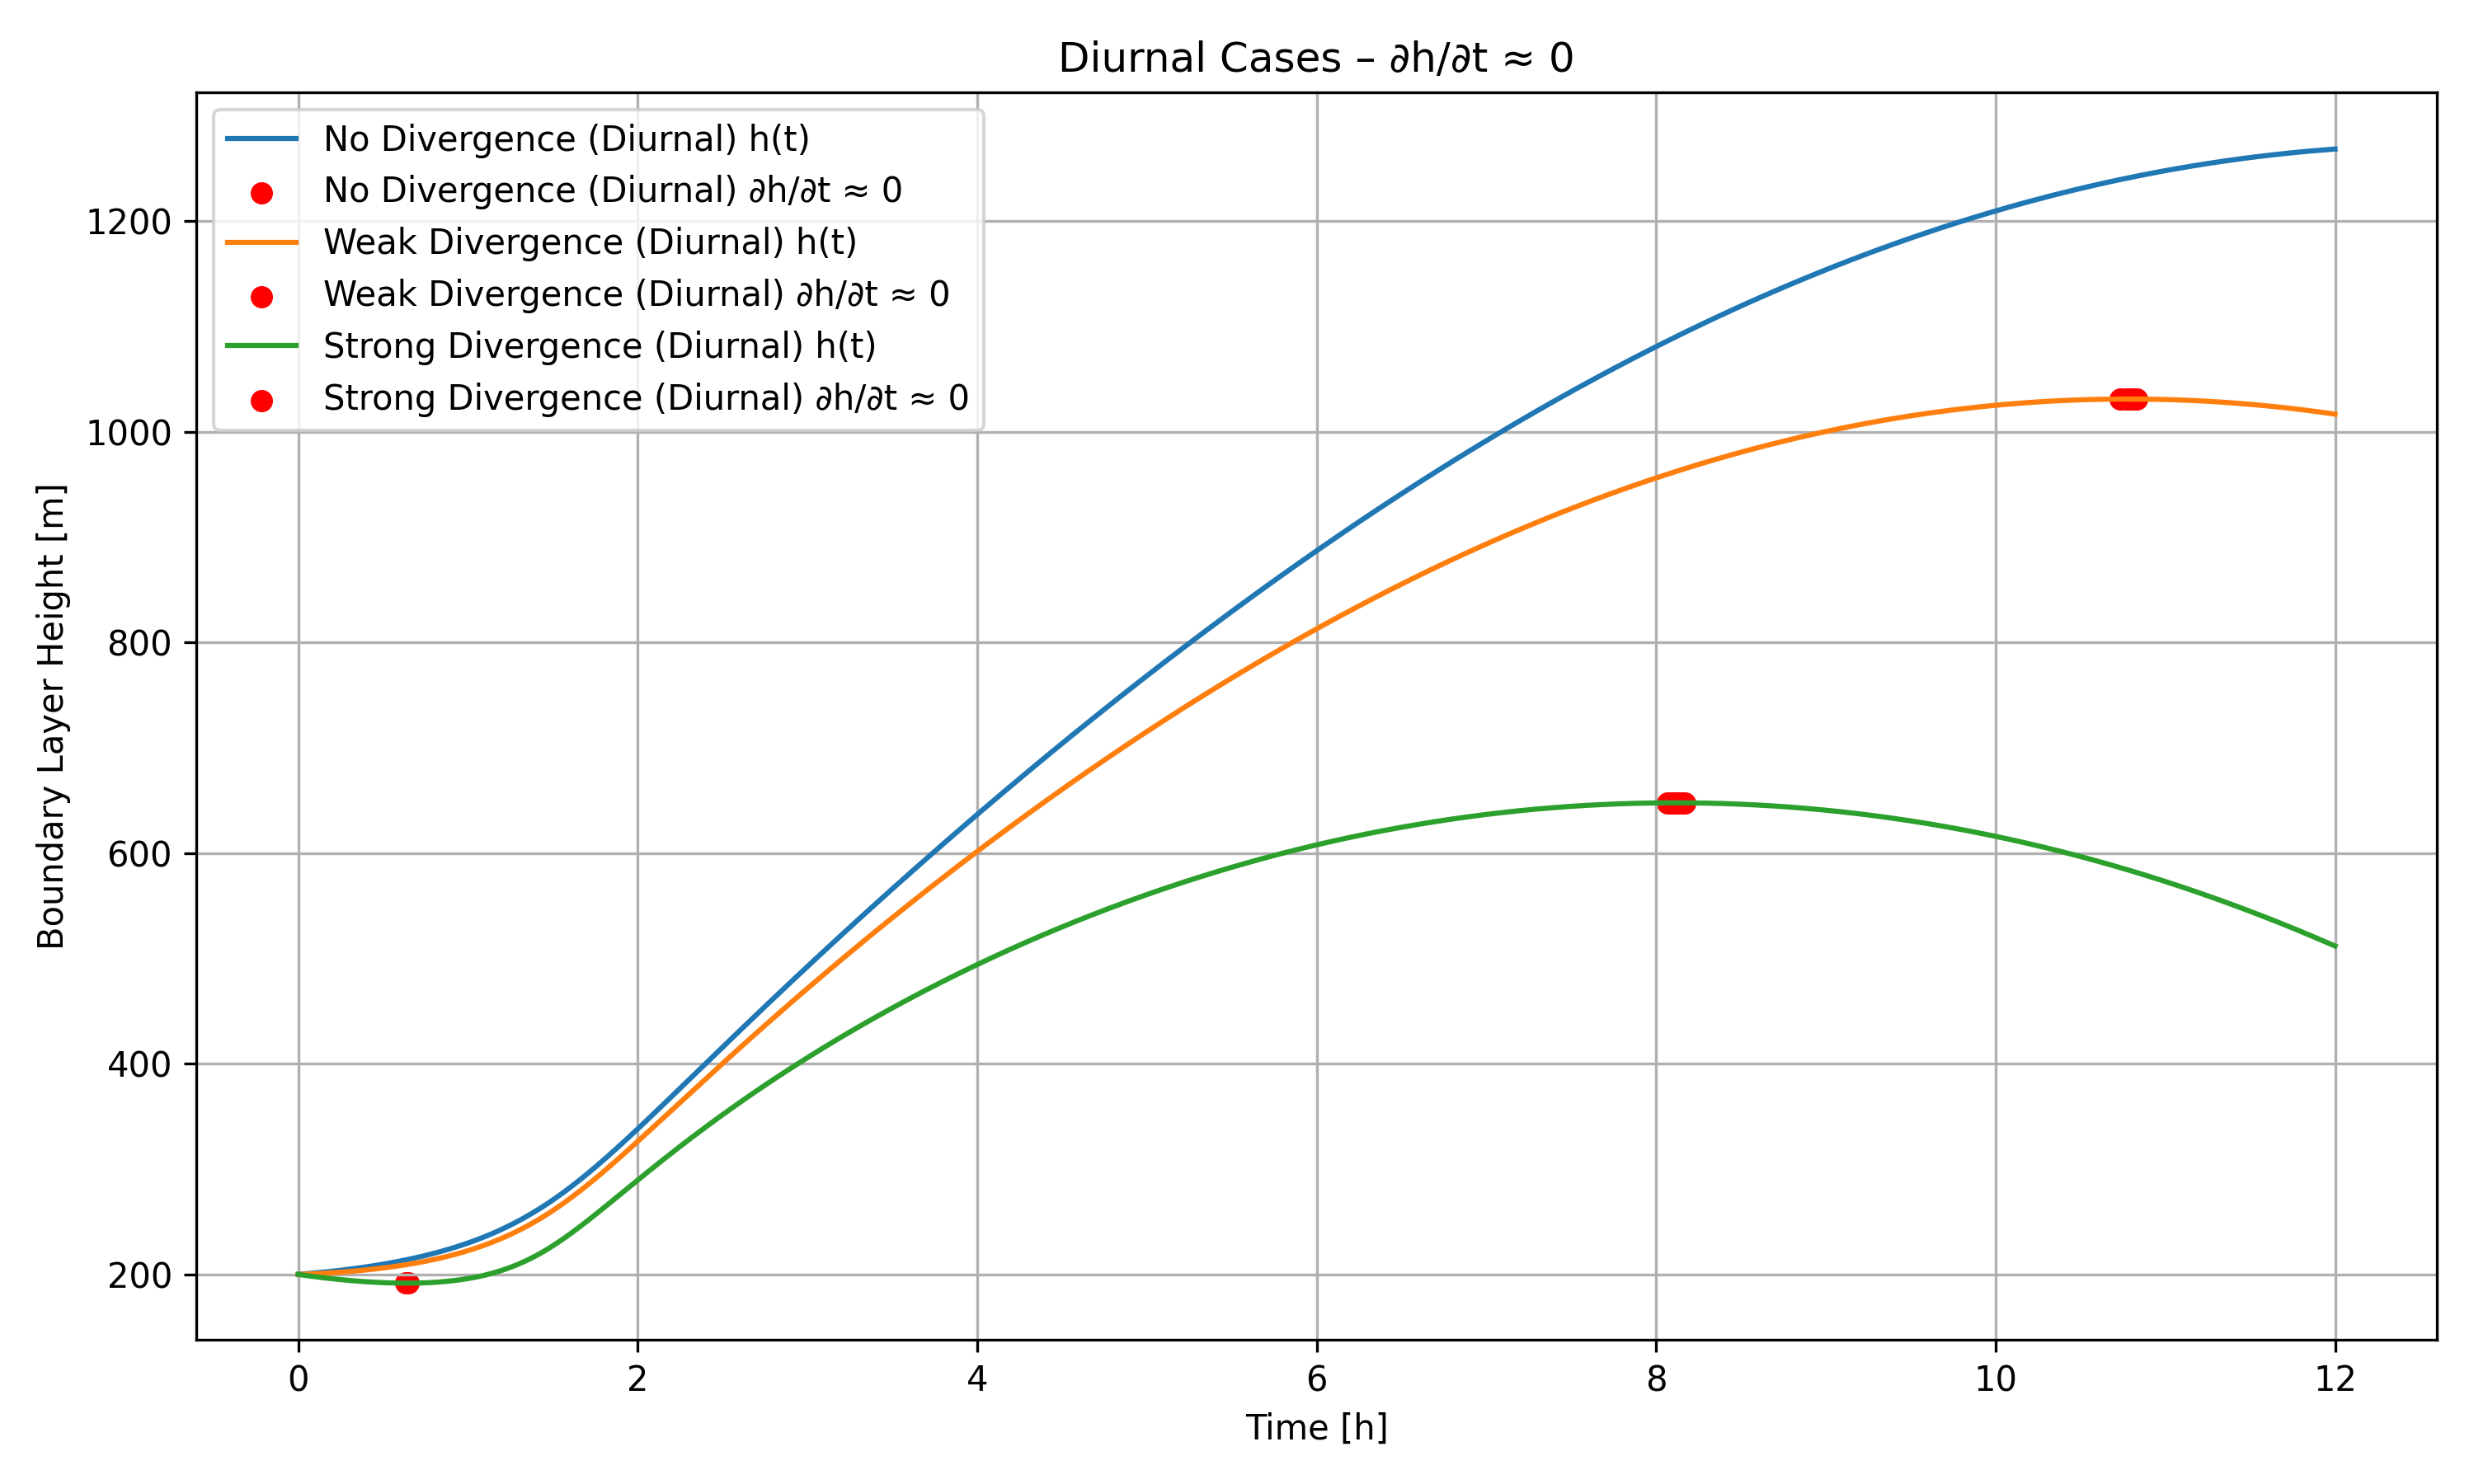 Diurnal Cases – ∂h/∂t ≈ 0
No Divergence (Diurnal) h(t)
No Divergence (Diurnal) ∂h/∂t ≈ 0
Weak Divergence (Diurnal) h(t)
Weak Divergence (Diurnal) ∂h/∂t ≈ 0
Strong Divergence (Diurnal) h(t)
Strong Divergence (Diurnal) ∂h/∂t ≈ 0
Boundary Layer Height [m]
1200
1000
800
600
400
200
0 2 4 6 8 10 12
Time [h]